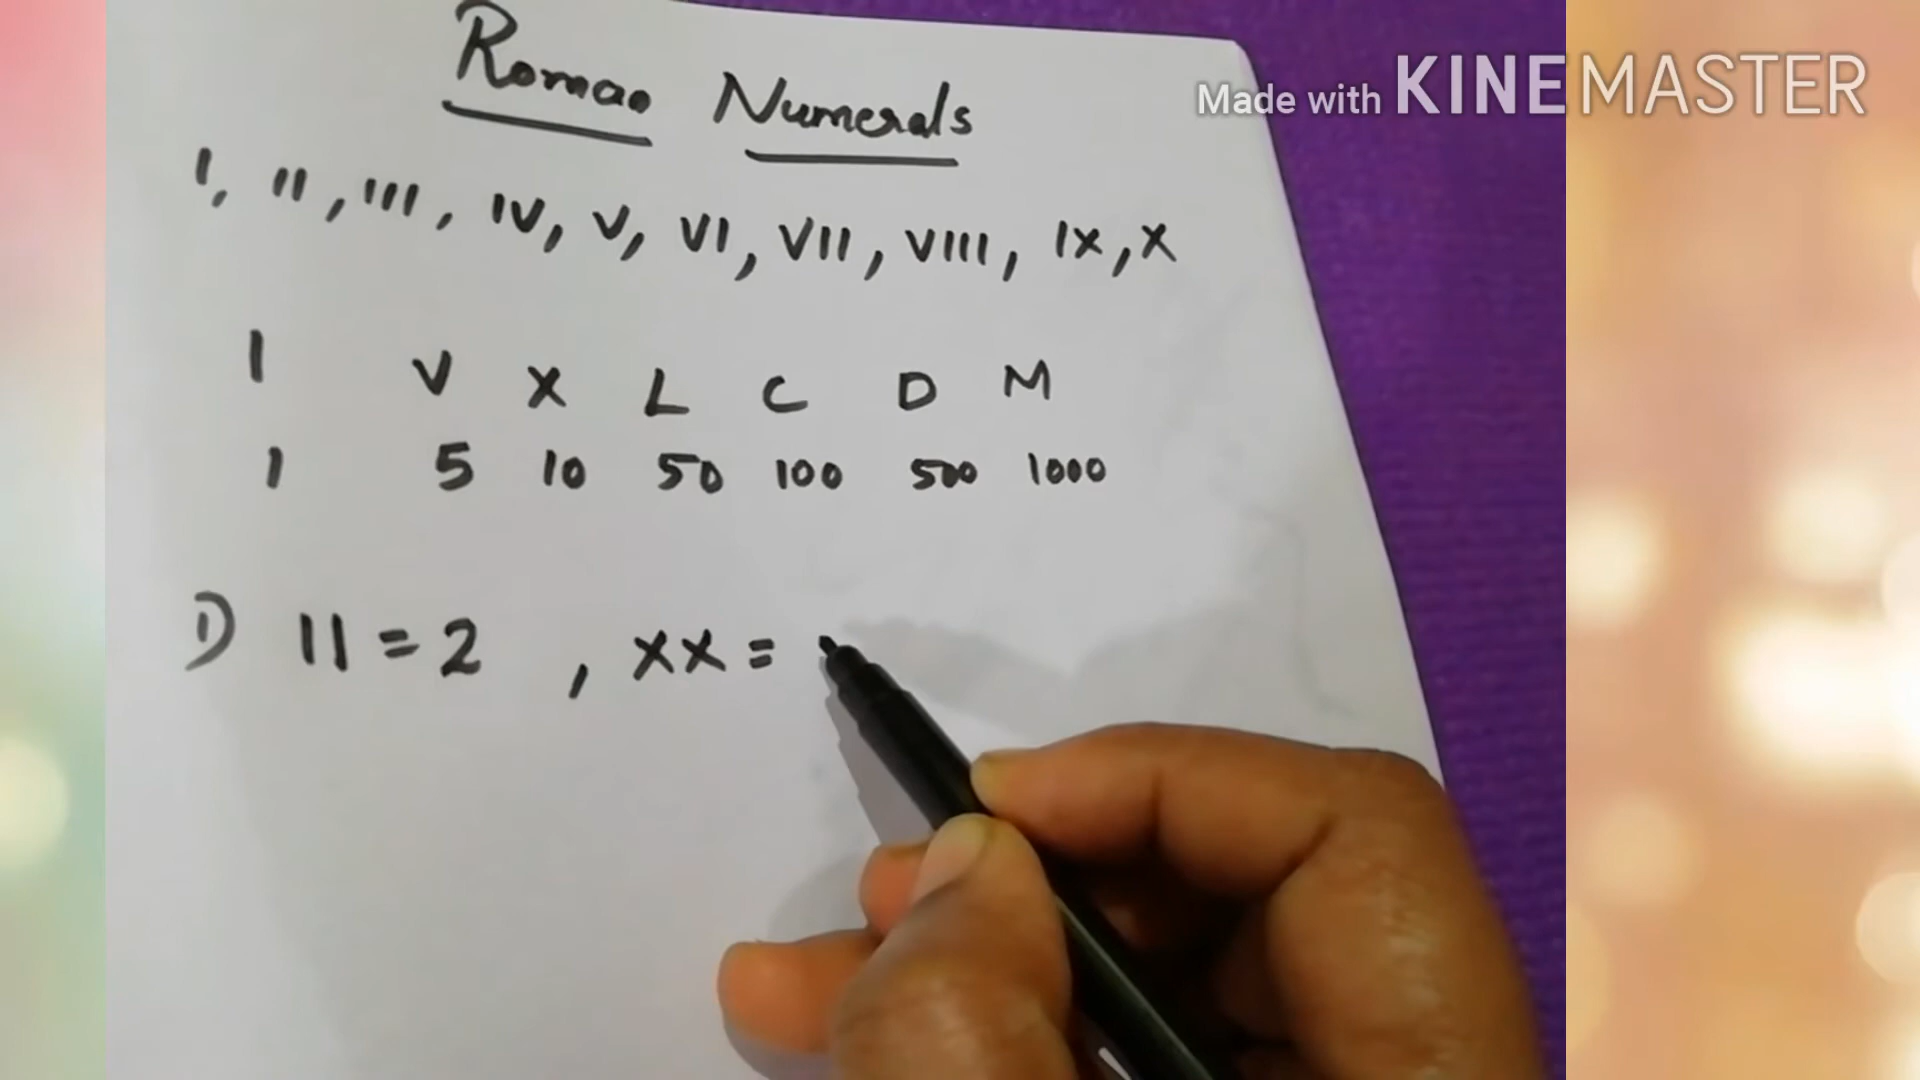 Roman Numerals
Made with KINEMASTER
I, II, III, IV, V, VI, VII, VIII, IX, X
I V X L C D M
1 5 10 50 100 500 1000
1) II = 2 , XX =